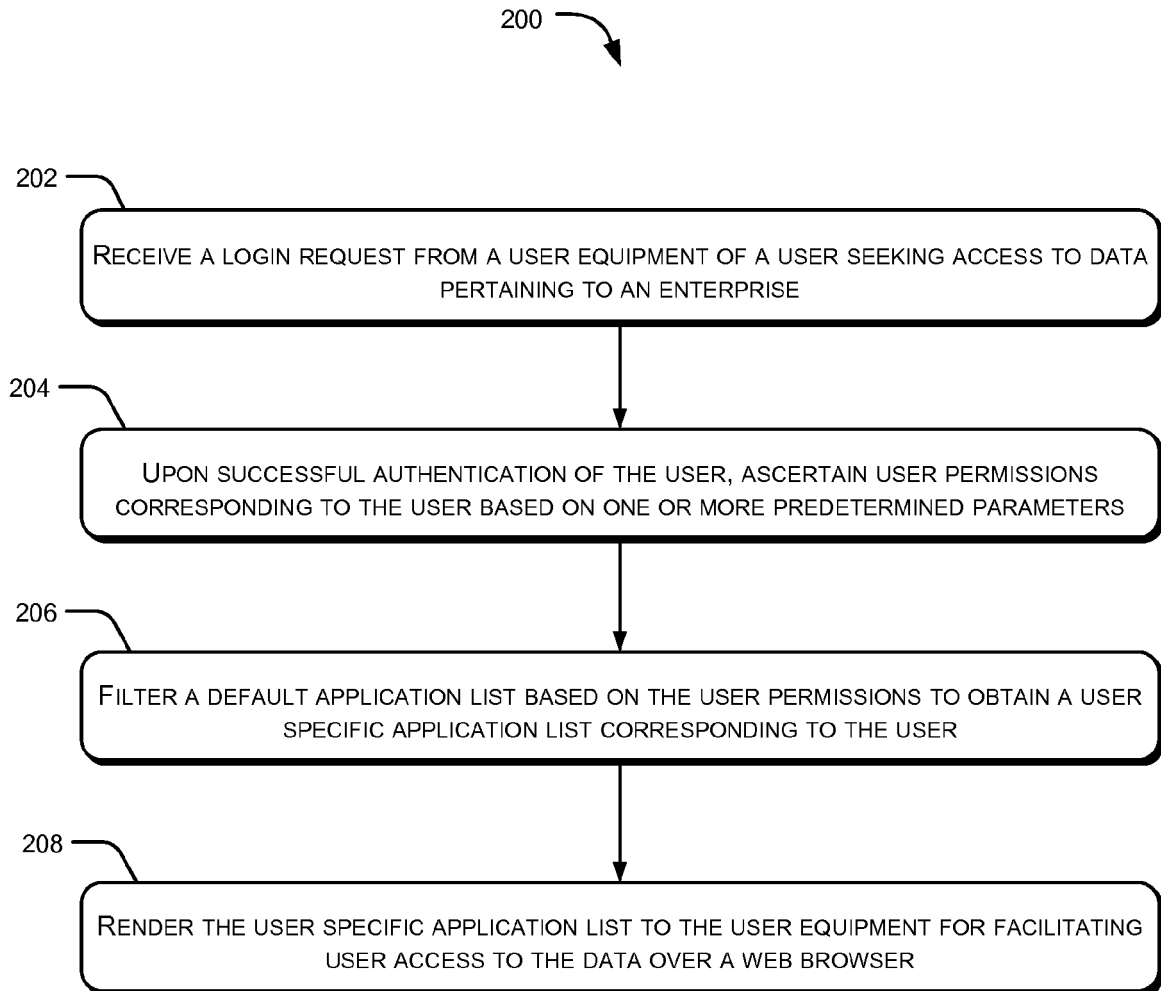 200
202
RECEIVE A LOGIN REQUEST FROM A USER EQUIPMENT OF A USER SEEKING ACCESS TO DATA
PERTAINING TO AN ENTERPRISE
204
UPON SUCCESSFUL AUTHENTICATION OF THE USER, ASCERTAIN USER PERMISSIONS
CORRESPONDING TO THE USER BASED ON ONE OR MORE PREDETERMINED PARAMETERS
206
FILTER A DEFAULT APPLICATION LIST BASED ON THE USER PERMISSIONS TO OBTAIN A USER
SPECIFIC APPLICATION LIST CORRESPONDING TO THE USER
208
RENDER THE USER SPECIFIC APPLICATION LIST TO THE USER EQUIPMENT FOR FACILITATING
USER ACCESS TO THE DATA OVER A WEB BROWSER